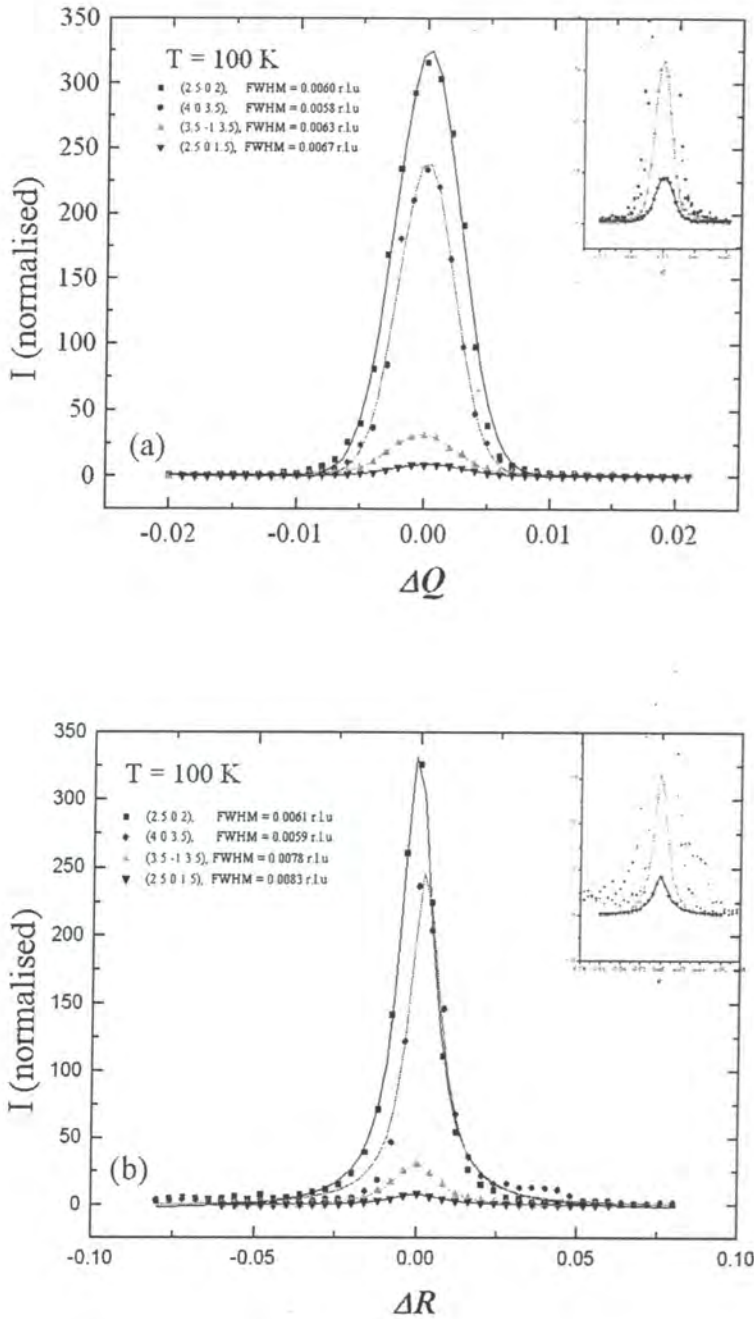 350
300
250
200
150
100
50
0
I (normalised)
T = 100 K
(2.5 0 2), FWHM = 0.0060 r.l.u
(4 0 3.5), FWHM = 0.0058 r.l.u
(3.5 -1 3.5), FWHM = 0.0063 r.l.u
(2.5 0 1.5), FWHM = 0.0067 r.l.u
(a)
-0.02 -0.01 0.00 0.01 0.02
ΔQ
350
300
250
200
150
100
50
0
I (normalised)
T = 100 K
(2.5 0 2), FWHM = 0.0061 r.l.u
(4 0 3.5), FWHM = 0.0059 r.l.u
(3.5 -1 3.5), FWHM = 0.0078 r.l.u
(2.5 0 1.5), FWHM = 0.0083 r.l.u
(b)
-0.10 -0.05 0.00 0.05 0.10
ΔR